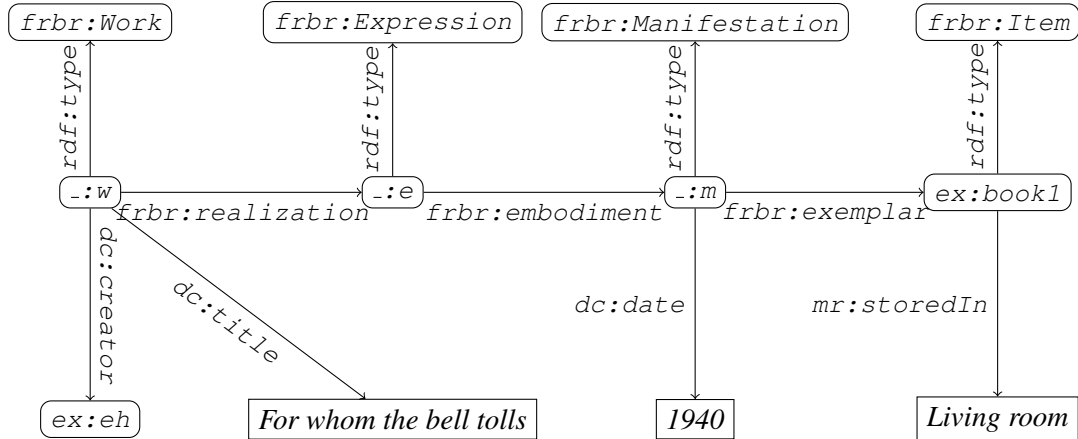 frbr:Work frbr:Expression frbr:Manifestation frbr:Item
rdf:type rdf:type rdf:type rdf:type
_:w _:e _:m ex:book1
frbr:realization frbr:embodiment frbr:exemplar
dc:creator dc:title dc:date mr:storedIn
ex:eh For whom the bell tolls 1940 Living room